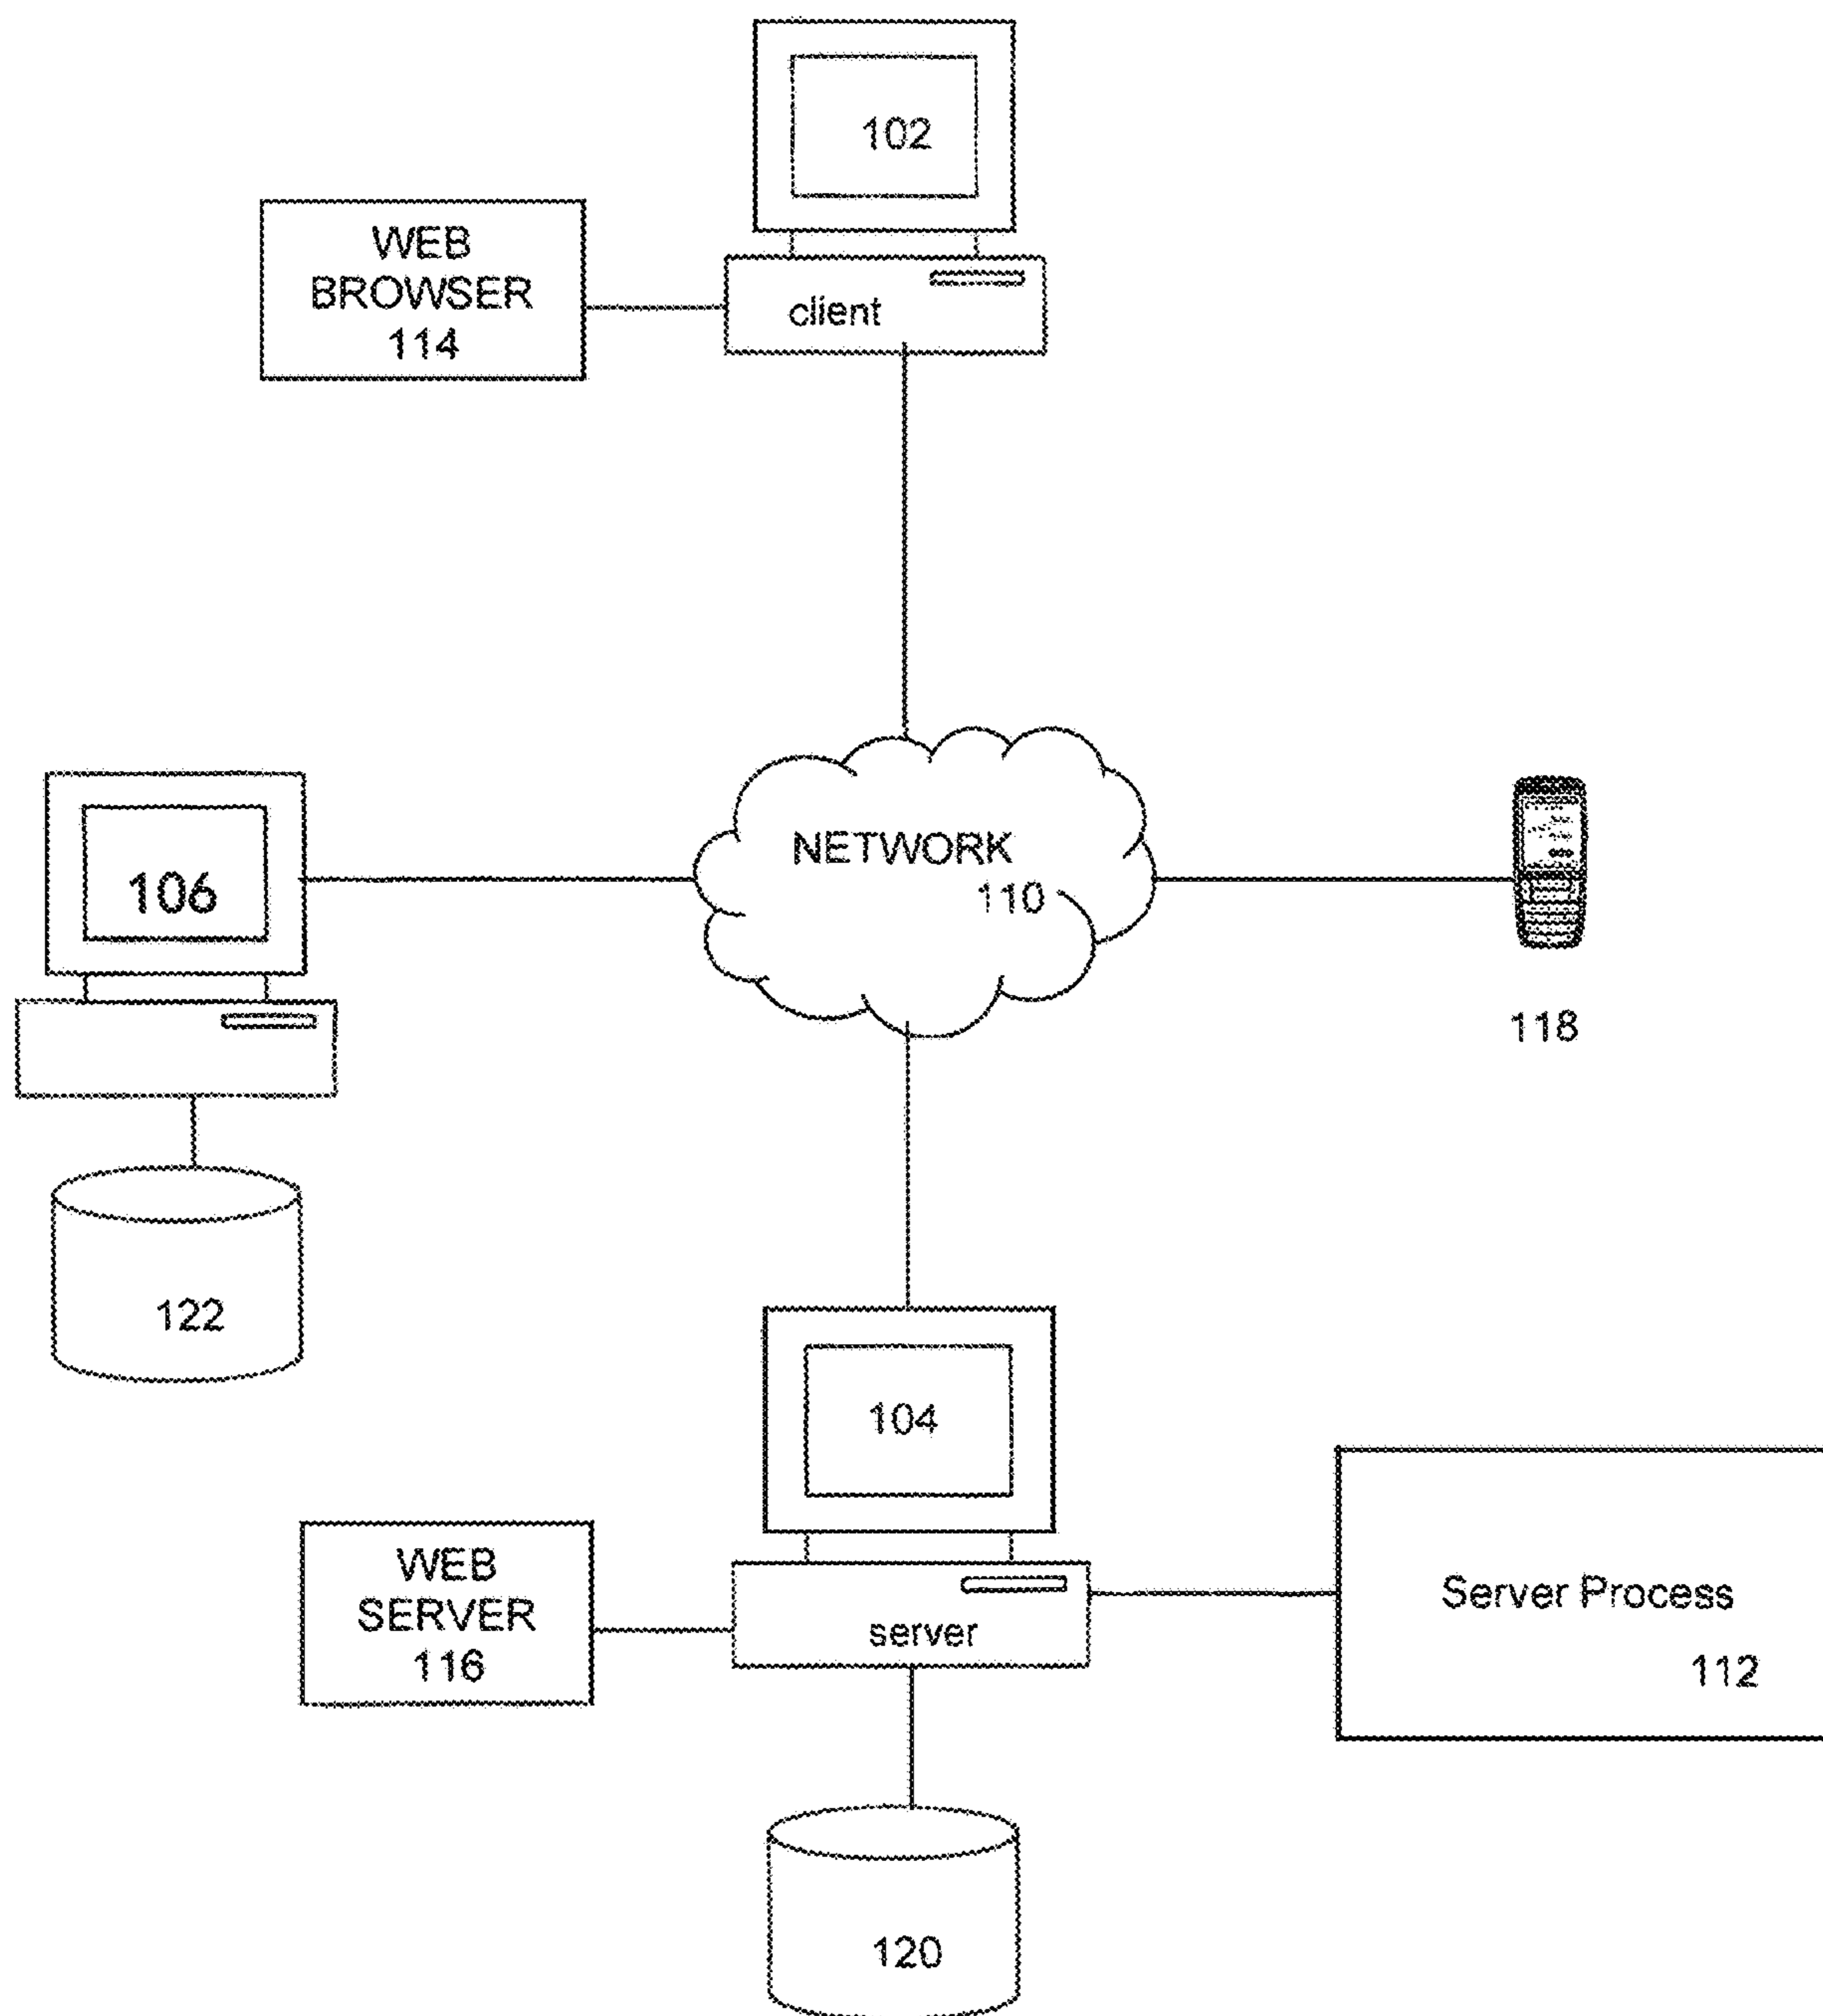 102
WEB
BROWSER
114
client
NETWORK
110
106
118
122
104
WEB
SERVER
116
server
Server Process
112
120